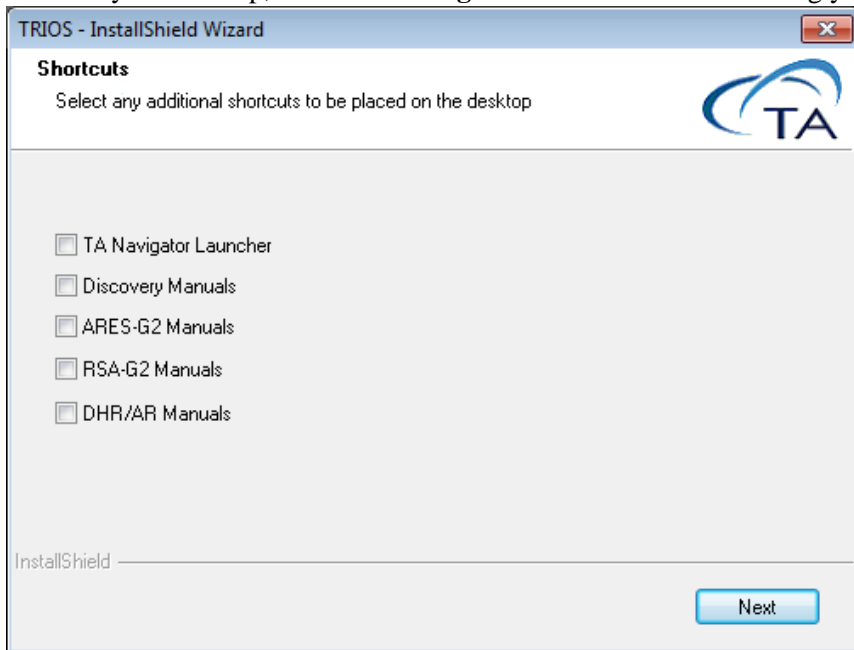 TRIOS - InstallShield Wizard
Shortcuts
Select any additional shortcuts to be placed on the desktop
TA
TA Navigator Launcher
Discovery Manuals
ARES-G2 Manuals
RSA-G2 Manuals
DHR/AR Manuals
InstallShield
Next